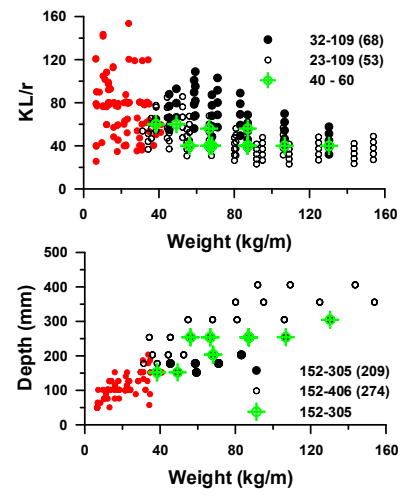 160
120
80
40
0
KL/r
32-109 (68)
23-109 (53)
40 - 60
0 40 80 120 160
Weight (kg/m)
500
400
300
200
100
0
Depth (mm)
152-305 (209)
152-406 (274)
152-305
0 40 80 120 160
Weight (kg/m)